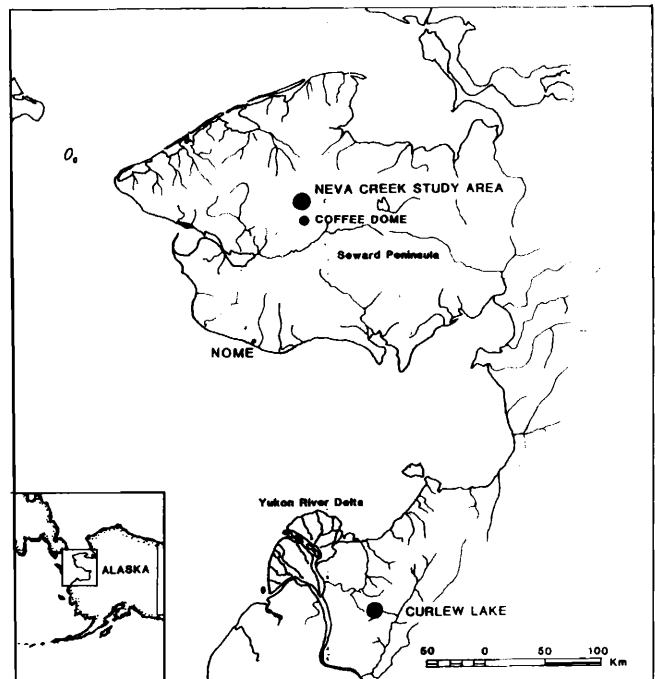 NEVA CREEK STUDY AREA
COFFEE DOME
Seward Peninsula
NOME
Yukon River Delta
ALASKA
CURLEW LAKE
50 0 50 100
Km